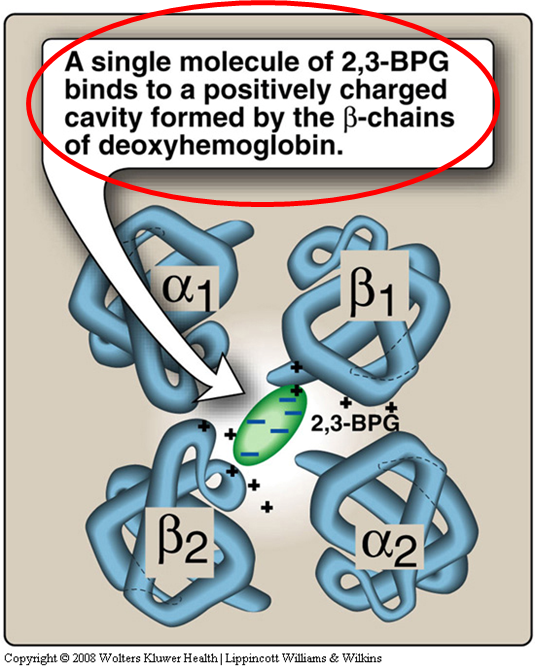 A single molecule of 2,3-BPG
binds to a positively charged
cavity formed by the β-chains
of deoxyhemoglobin.
α1
β1
2,3-BPG
β2
α2
Copyright © 2008 Wolters Kluwer Health | Lippincott Williams & Wilkins